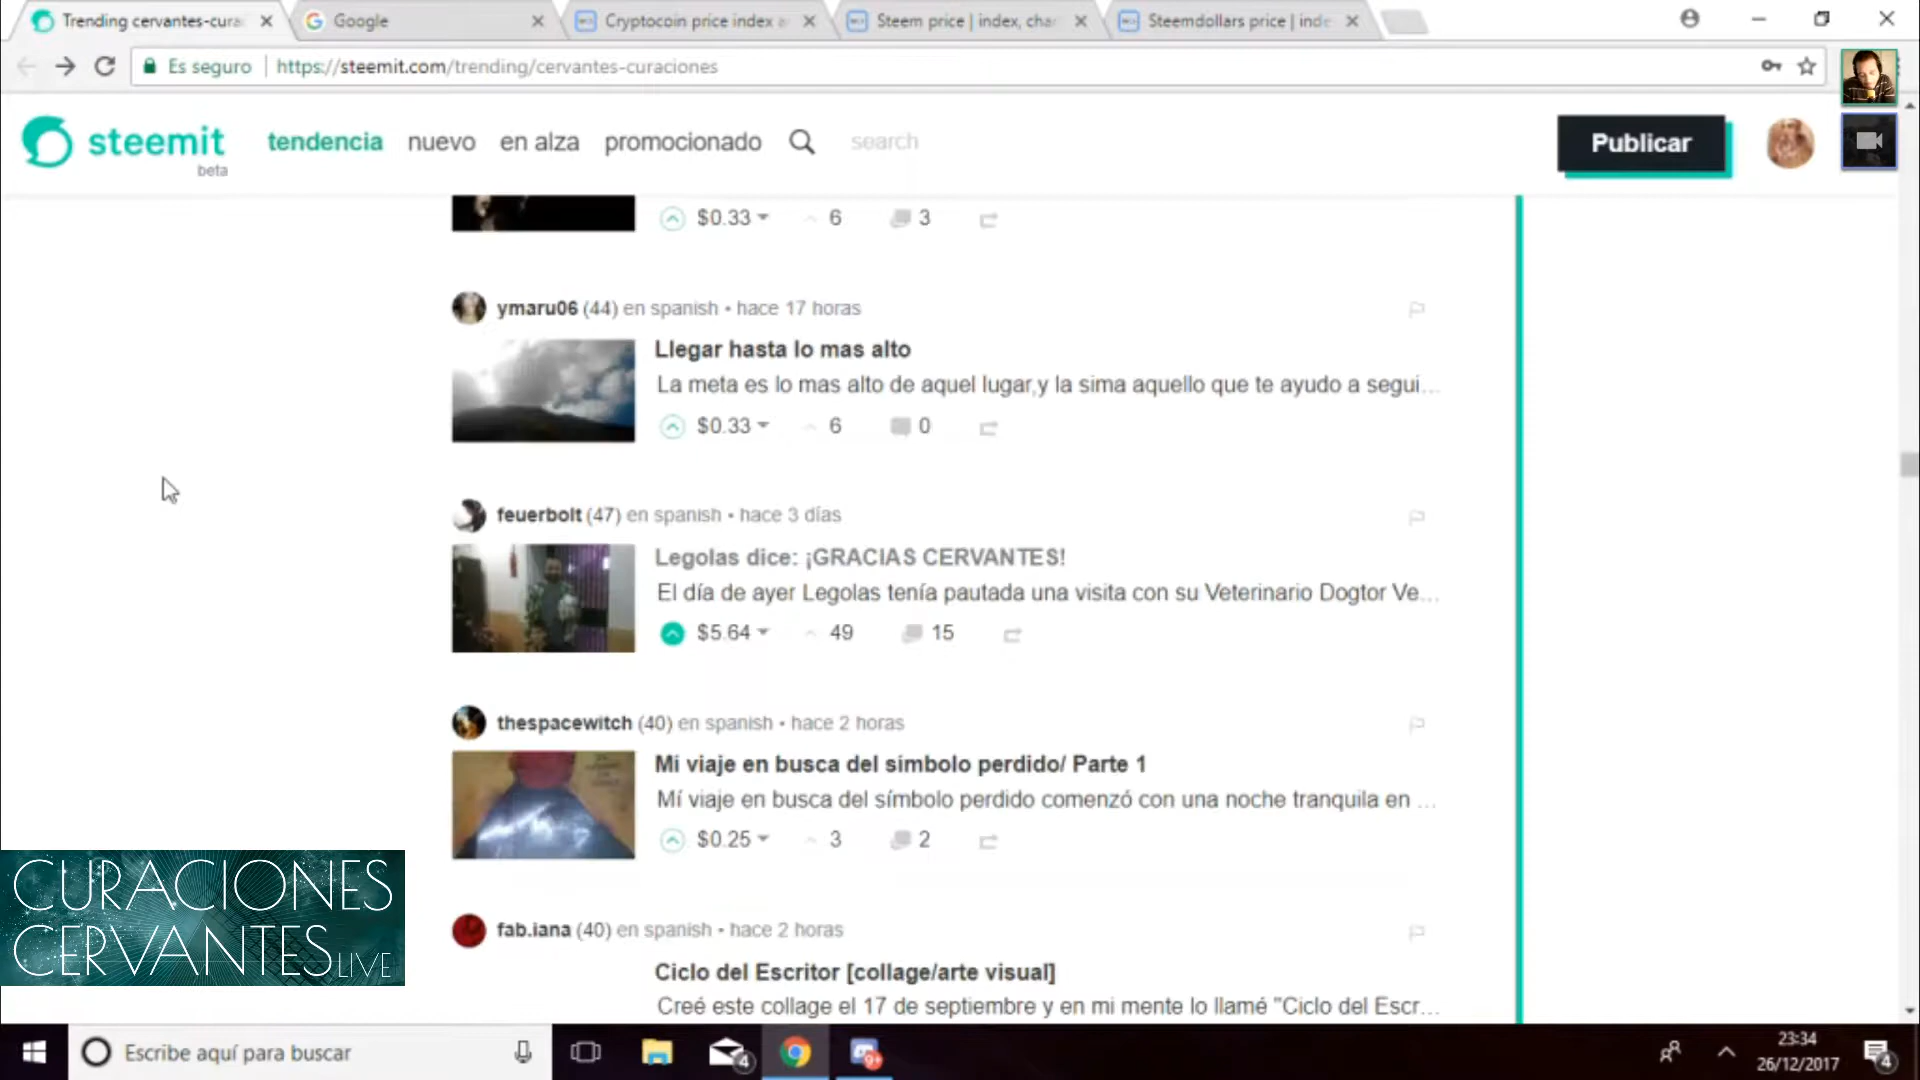 Trending cervantes-cura
Google
Cryptocoin price index a
Steem price | index, cha
Steemdollars price | inde
Es seguro
https://steemit.com/trending/cervantes-curaciones
steemit
beta
tendencia
nuevo
en alza
promocionado
search
Publicar
$0.33
6
3
ymaru06 (44) en spanish • hace 17 horas
Llegar hasta lo mas alto
La meta es lo mas alto de aquel lugar,y la sima aquello que te ayudo a segui...
$0.33
6
0
feuerbolt (47) en spanish • hace 3 días
Legolas dice: ¡GRACIAS CERVANTES!
El día de ayer Legolas tenía pautada una visita con su Veterinario Dogtor Ve...
$5.64
49
15
thespacewitch (40) en spanish • hace 2 horas
Mi viaje en busca del simbolo perdido/ Parte 1
Mí viaje en busca del símbolo perdido comenzó con una noche tranquila en ...
$0.25
3
2
fab.iana (40) en spanish • hace 2 horas
Ciclo del Escritor [collage/arte visual]
Creé este collage el 17 de septiembre y en mi mente lo llamé "Ciclo del Escr...
CURACIONES
CERVANTES LIVE
Escribe aquí para buscar
4
9+
23:34
26/12/2017
4